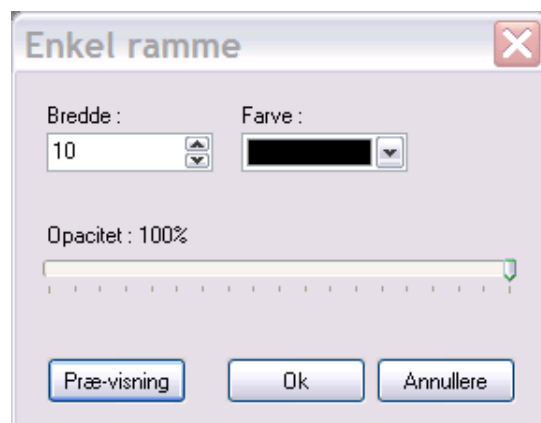 Enkel ramme
Bredde : Farve :
10
Opacitet : 100%
Præ-visning Ok Annullere